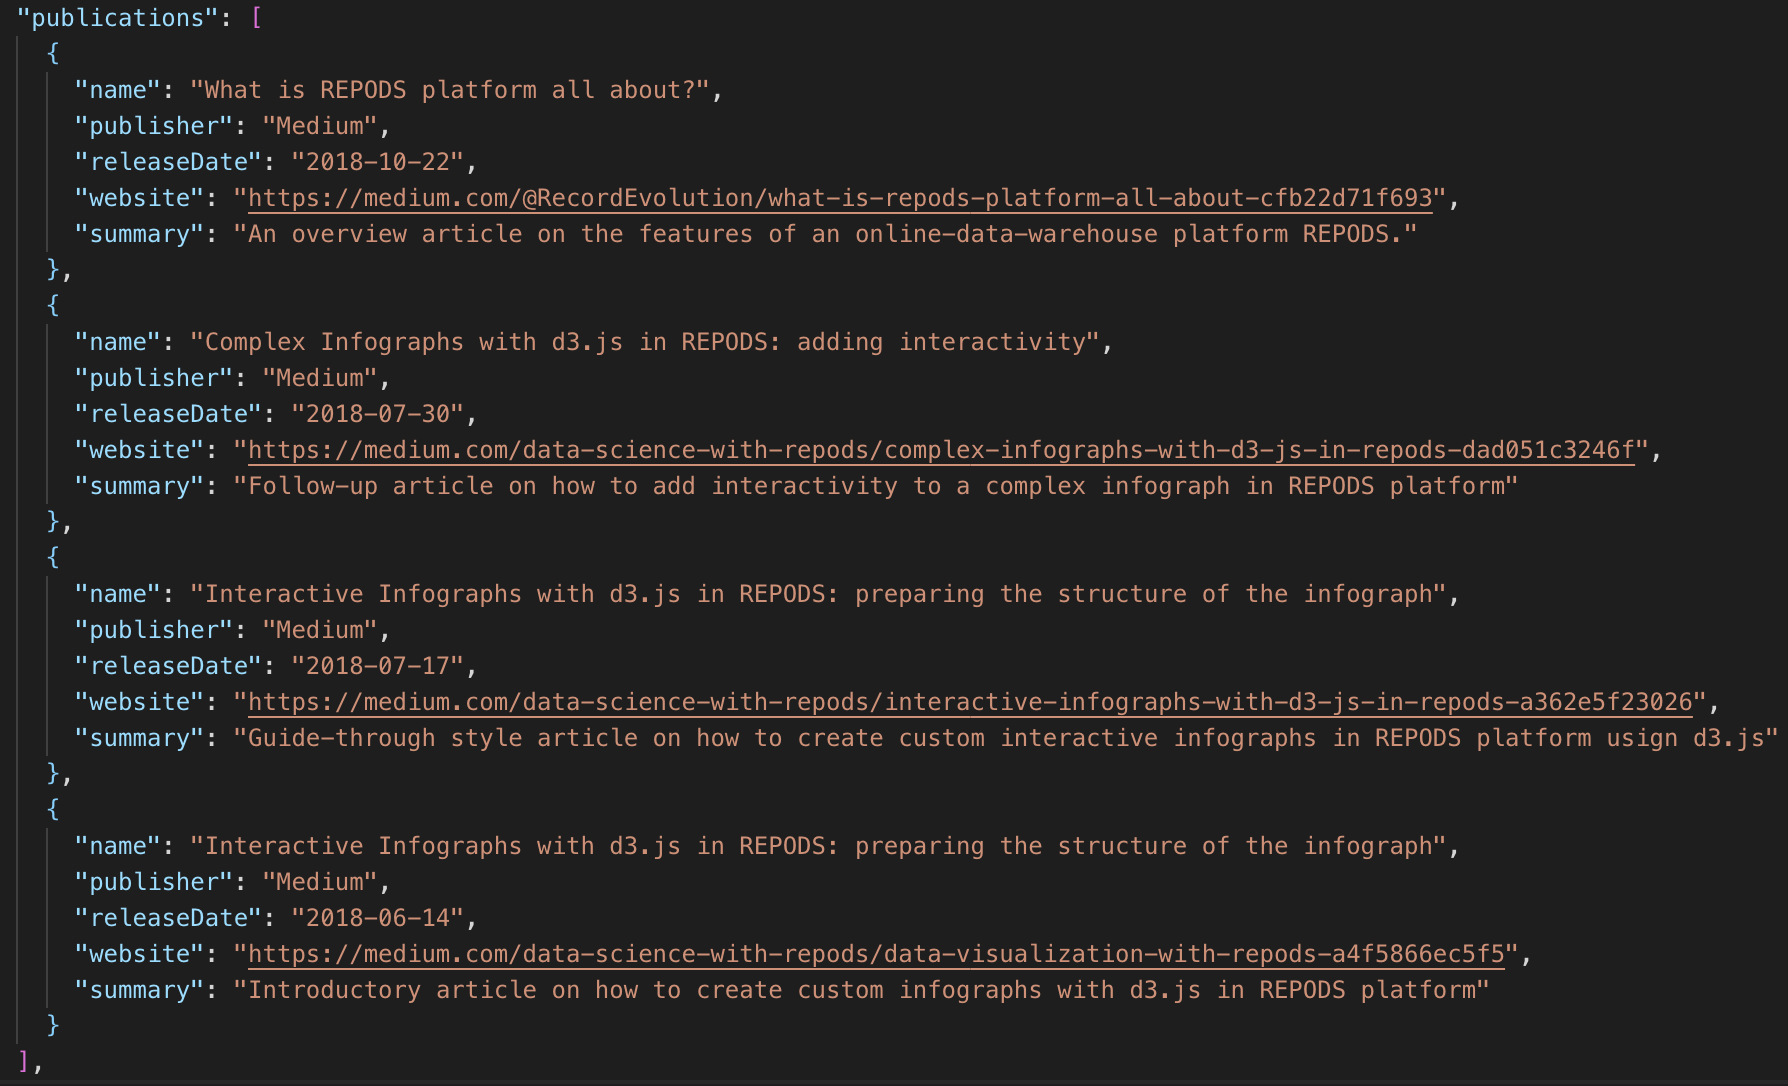 "publications": [
{
"name": "What is REPODS platform all about?",
"publisher": "Medium",
"releaseDate": "2018-10-22",
"website": "https://medium.com/@RecordEvolution/what-is-repods-platform-all-about-cfb22d71f693",
"summary": "An overview article on the features of an online-data-warehouse platform REPODS."
},
{
"name": "Complex Infographs with d3.js in REPODS: adding interactivity",
"publisher": "Medium",
"releaseDate": "2018-07-30",
"website": "https://medium.com/data-science-with-repods/complex-infographs-with-d3-js-in-repods-dad051c3246f",
"summary": "Follow-up article on how to add interactivity to a complex infograph in REPODS platform"
},
{
"name": "Interactive Infographs with d3.js in REPODS: preparing the structure of the infograph",
"publisher": "Medium",
"releaseDate": "2018-07-17",
"website": "https://medium.com/data-science-with-repods/interactive-infographs-with-d3-js-in-repods-a362e5f23026",
"summary": "Guide-through style article on how to create custom interactive infographs in REPODS platform usign d3.js"
},
{
"name": "Interactive Infographs with d3.js in REPODS: preparing the structure of the infograph",
"publisher": "Medium",
"releaseDate": "2018-06-14",
"website": "https://medium.com/data-science-with-repods/data-visualization-with-repods-a4f5866ec5f5",
"summary": "Introductory article on how to create custom infographs with d3.js in REPODS platform"
}
],